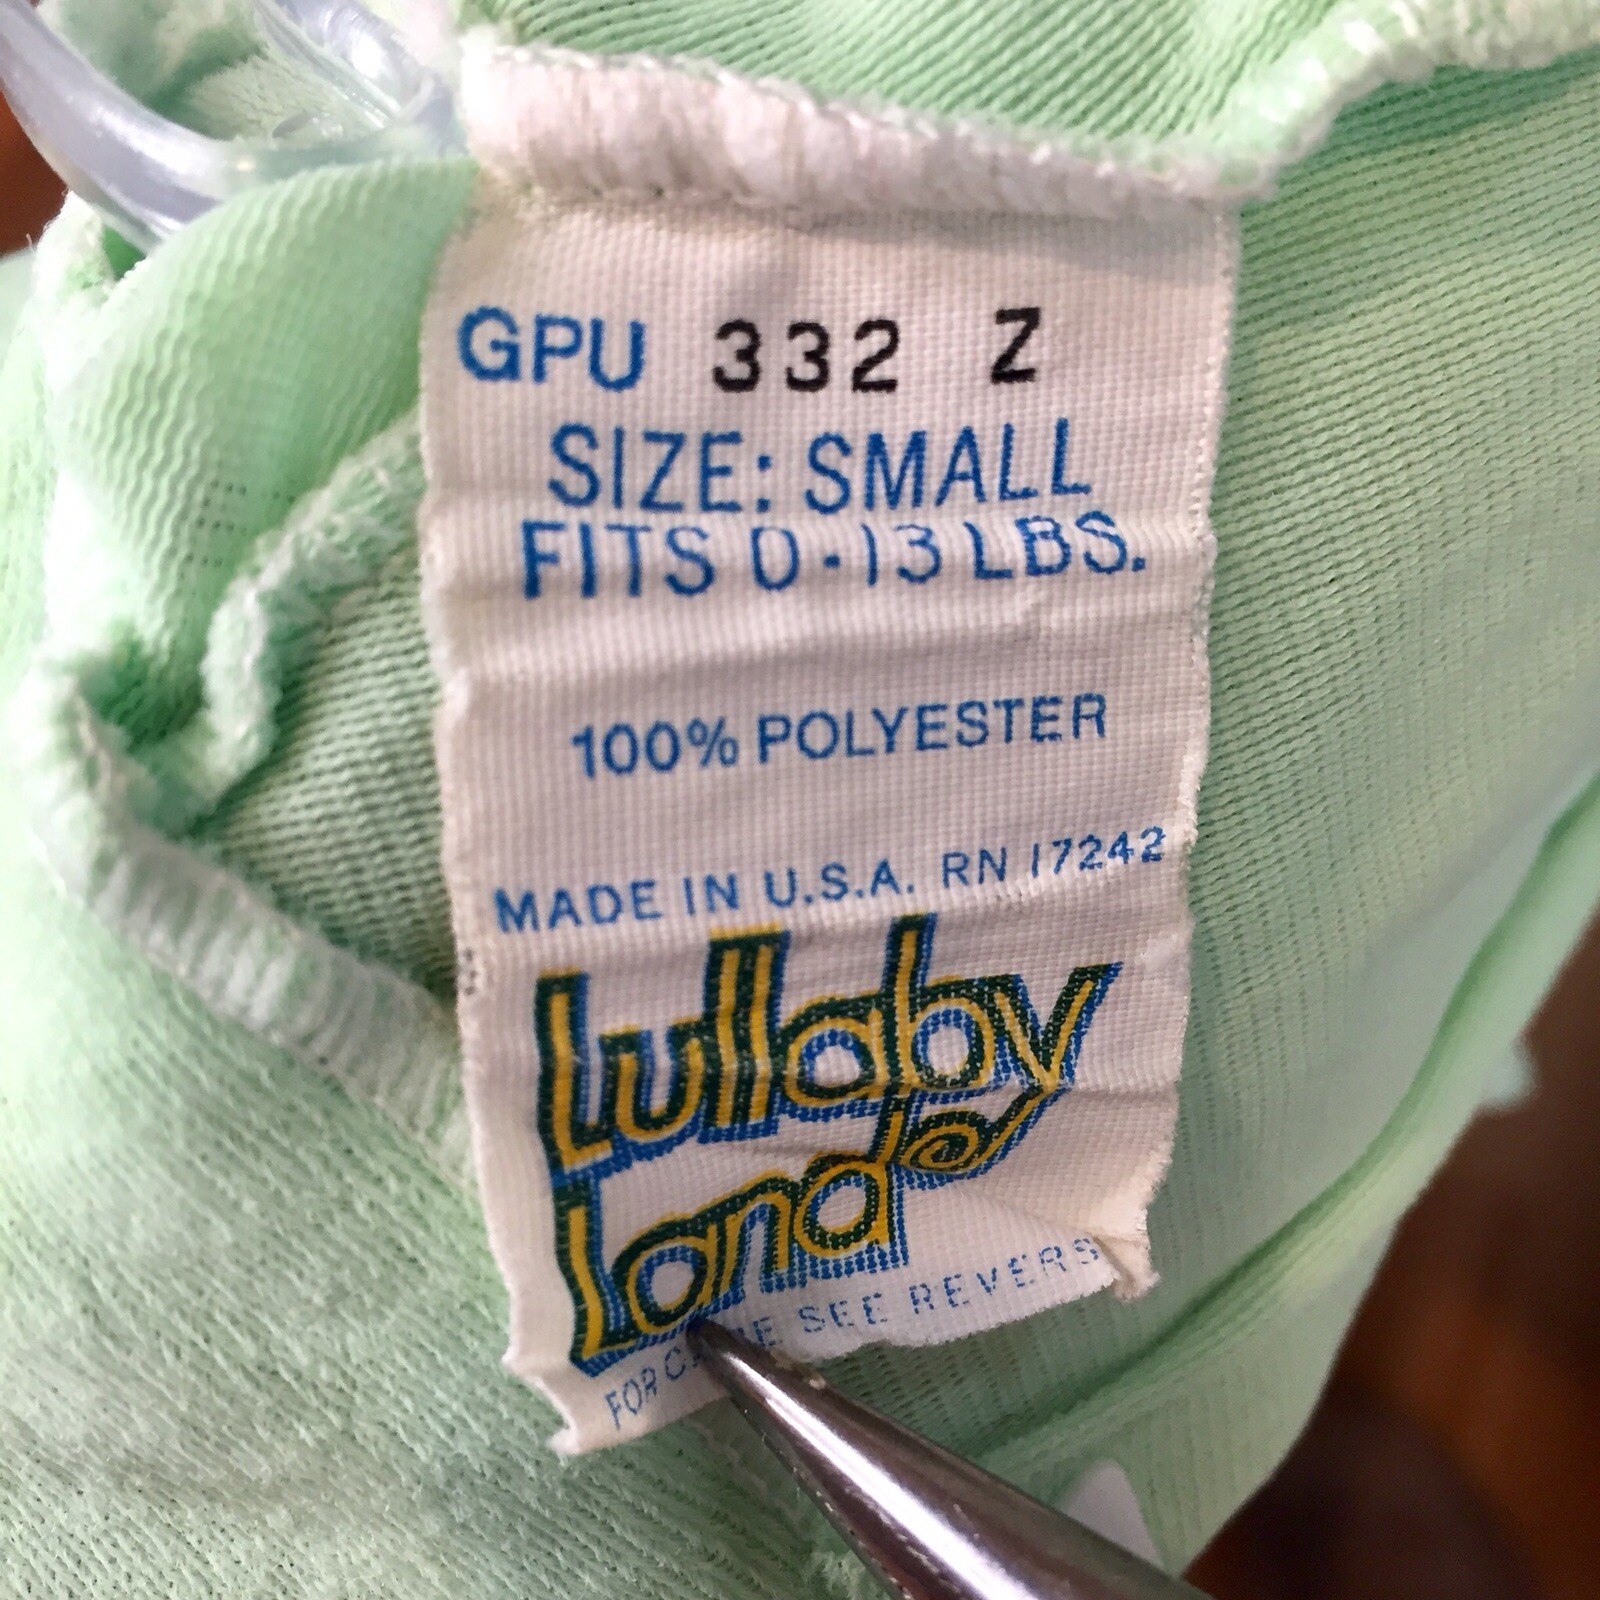 GPU 332 Z
SIZE: SMALL
FITS 0-13 LBS.
100% POLYESTER
MADE IN U.S.A. RN 17242
Lullaby
Land
FOR SEE REVERS